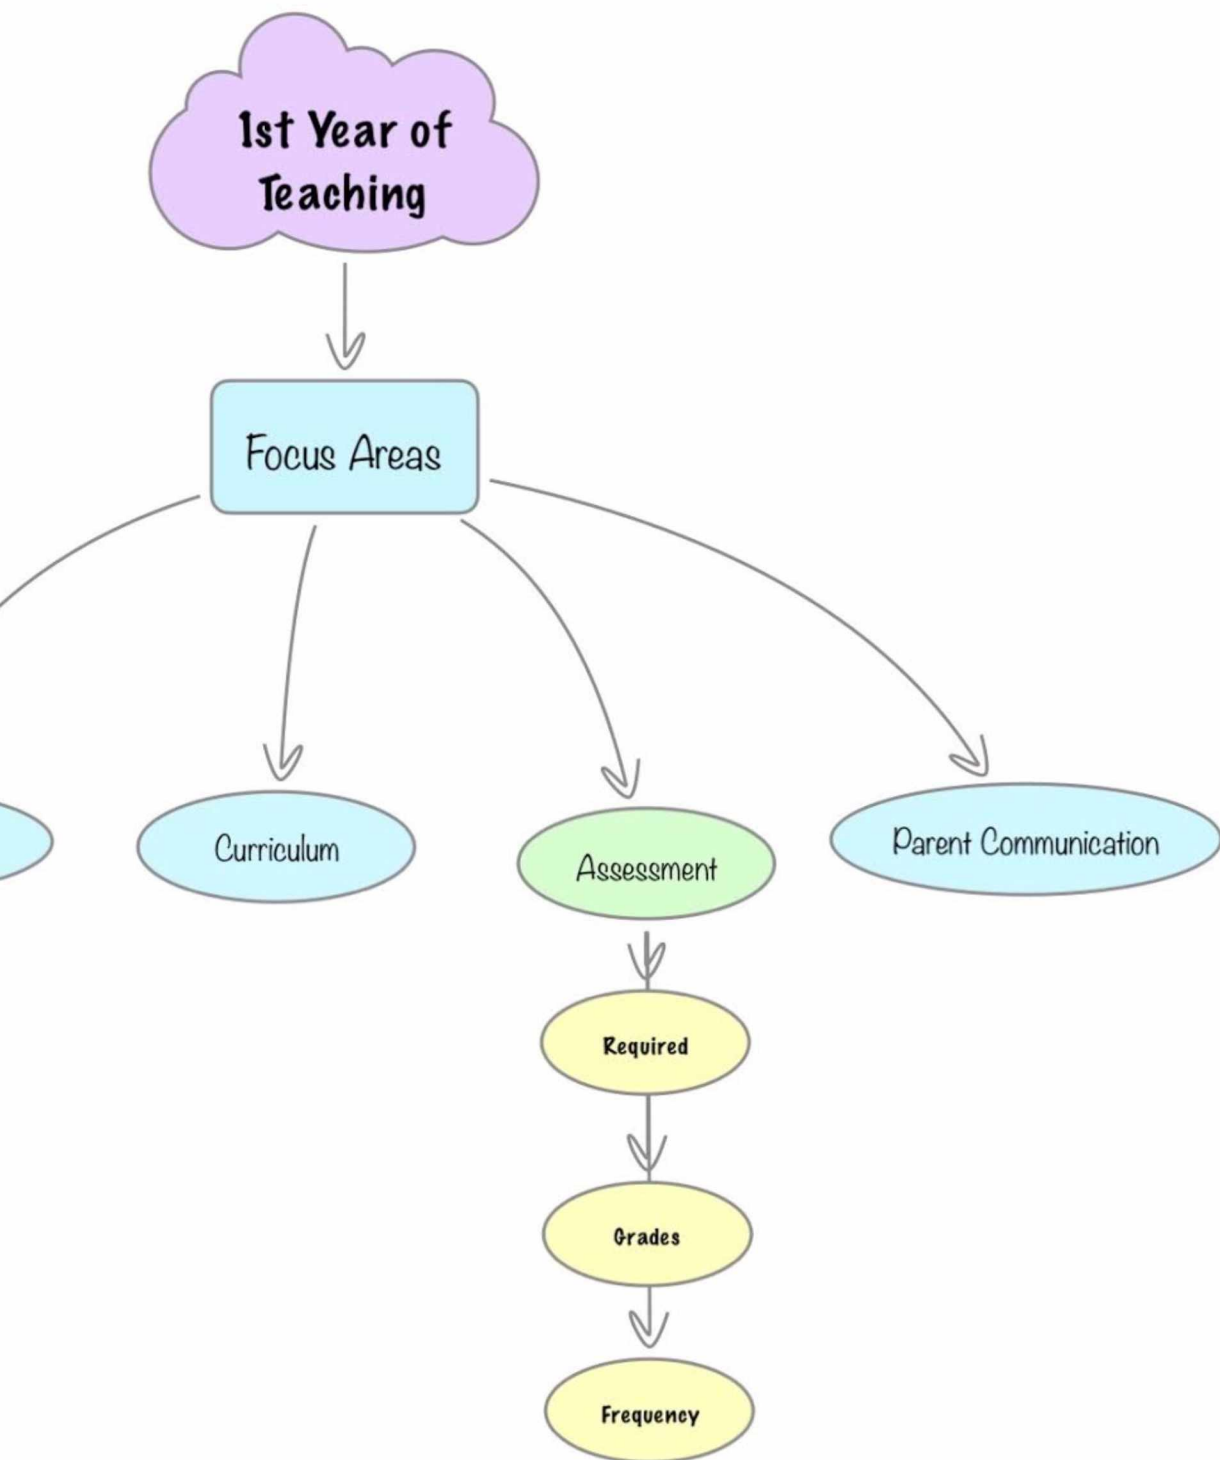 1st Year of
Teaching
Focus Areas
Curriculum
Assessment
Parent Communication
Required
Grades
Frequency